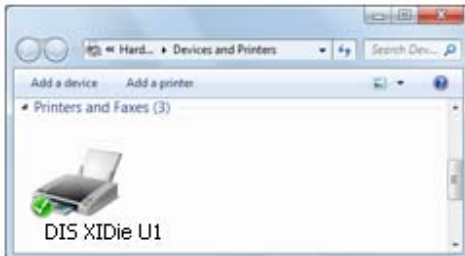 « Hard... ▸ Devices and Printers
Search Dev...
Add a device Add a printer
Printers and Faxes (3)
DIS XIDie U1